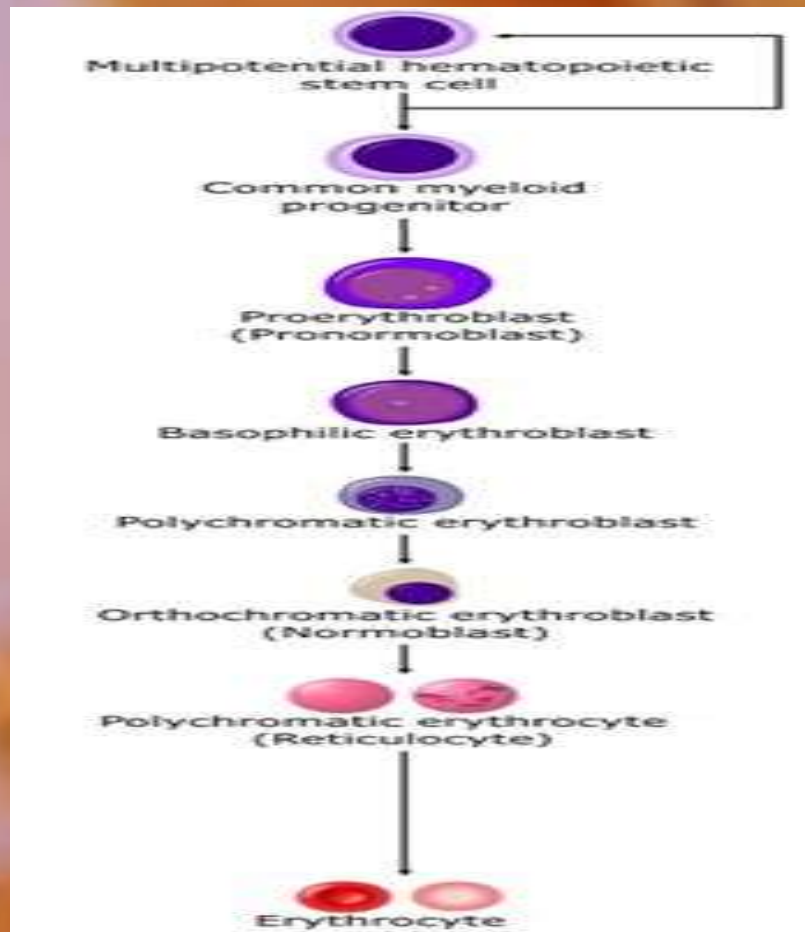 Multipotential hematopoietic
stem cell
Common myeloid
progenitor
Proerythroblast
(Pronormoblast)
Basophilic erythroblast
Polychromatic erythroblast
Orthochromatic erythroblast
(Normoblast)
Polychromatic erythrocyte
(Reticulocyte)
Erythrocyte